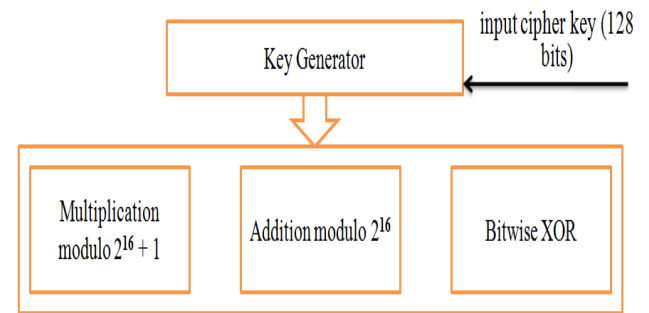 input cipher key (128
bits)
Key Generator
Multiplication
modulo 2¹⁶ + 1
Addition modulo 2¹⁶
Bitwise XOR